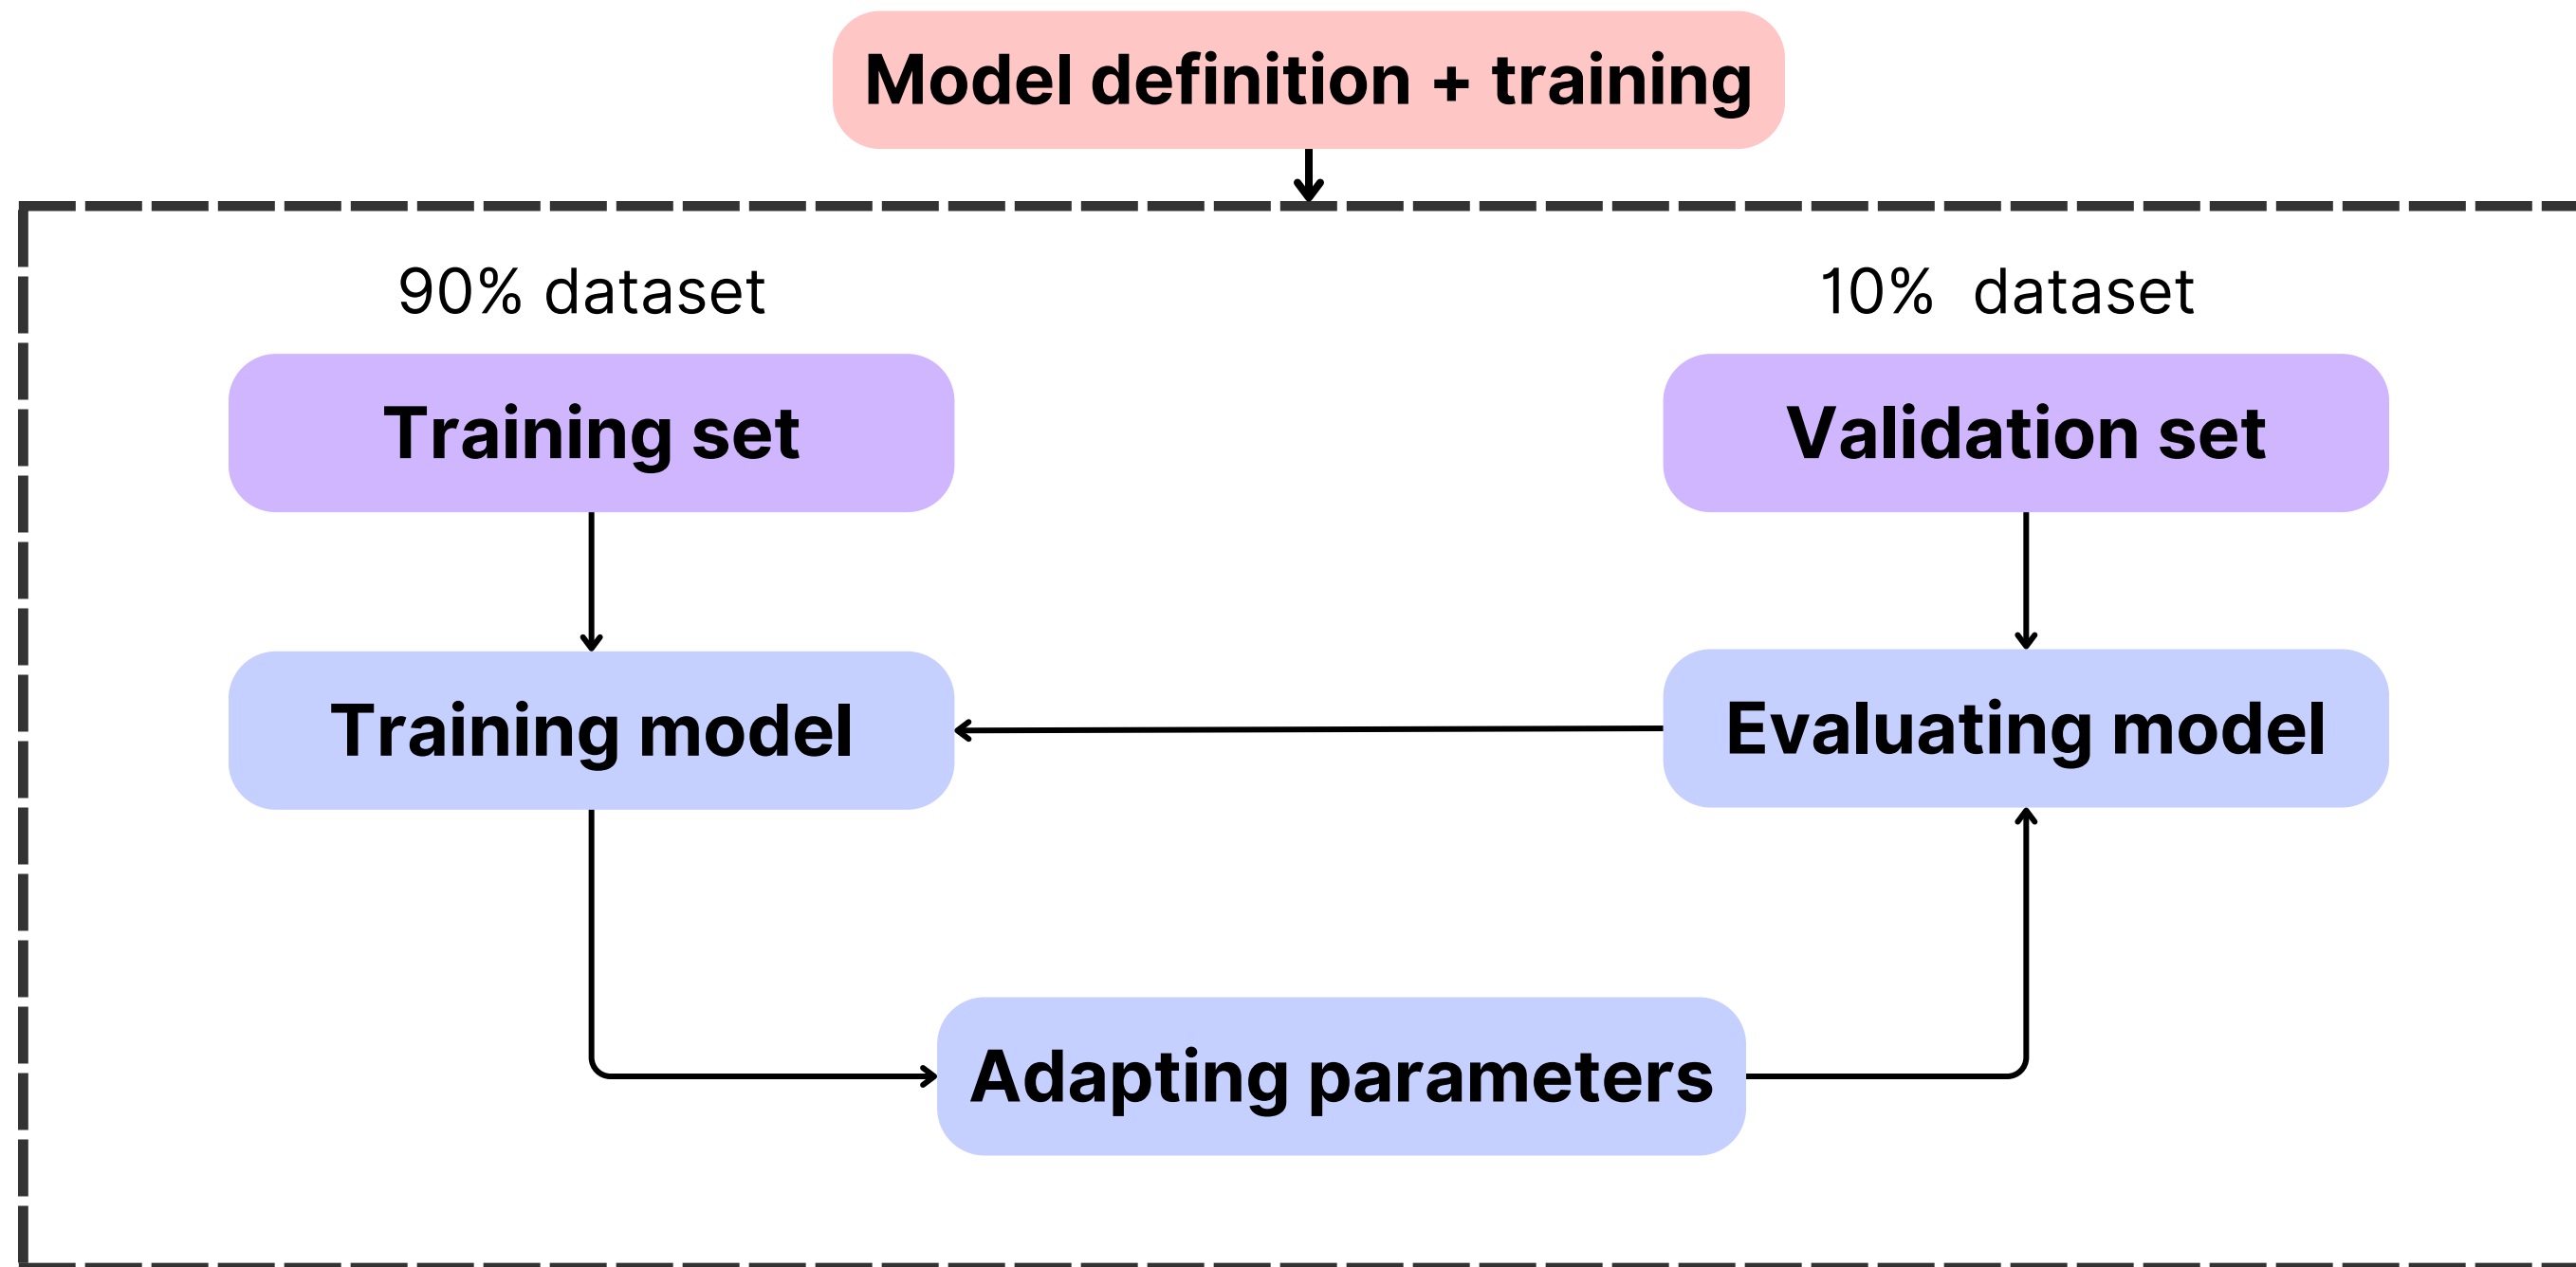 Model definition + training
90% dataset
10% dataset
Training set
Validation set
Training model
Evaluating model
Adapting parameters